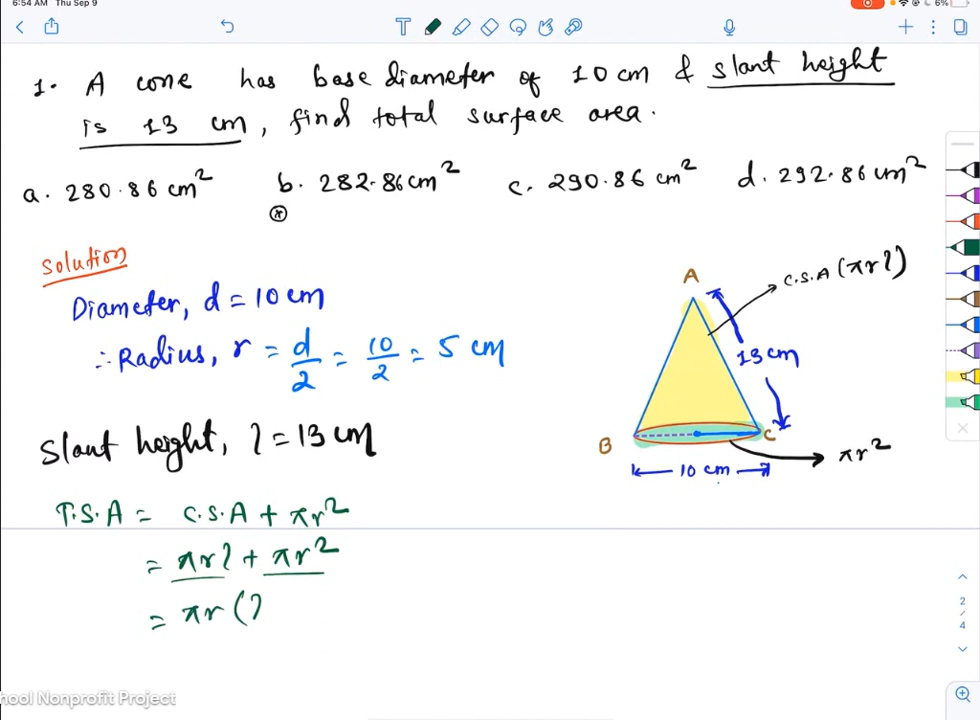 6:54 AM Thu Sep 9
6%
1. A cone has base diameter of 10 cm & slant height
is 13 cm, find total surface area.
a. 280.86 cm²
b. 282.86 cm²
c. 290.86 cm²
d. 292.86 cm²
Solution
Diameter, d = 10 cm
∴ Radius, r = d/2 = 10/2 = 5 cm
Slant height, l = 13 cm
T.S.A = C.S.A + πr²
= πrl + πr²
= πr (l
A
C.S.A (πrl)
13 cm
B
C
10 cm
πr²
2
/
4
hool Nonprofit Project